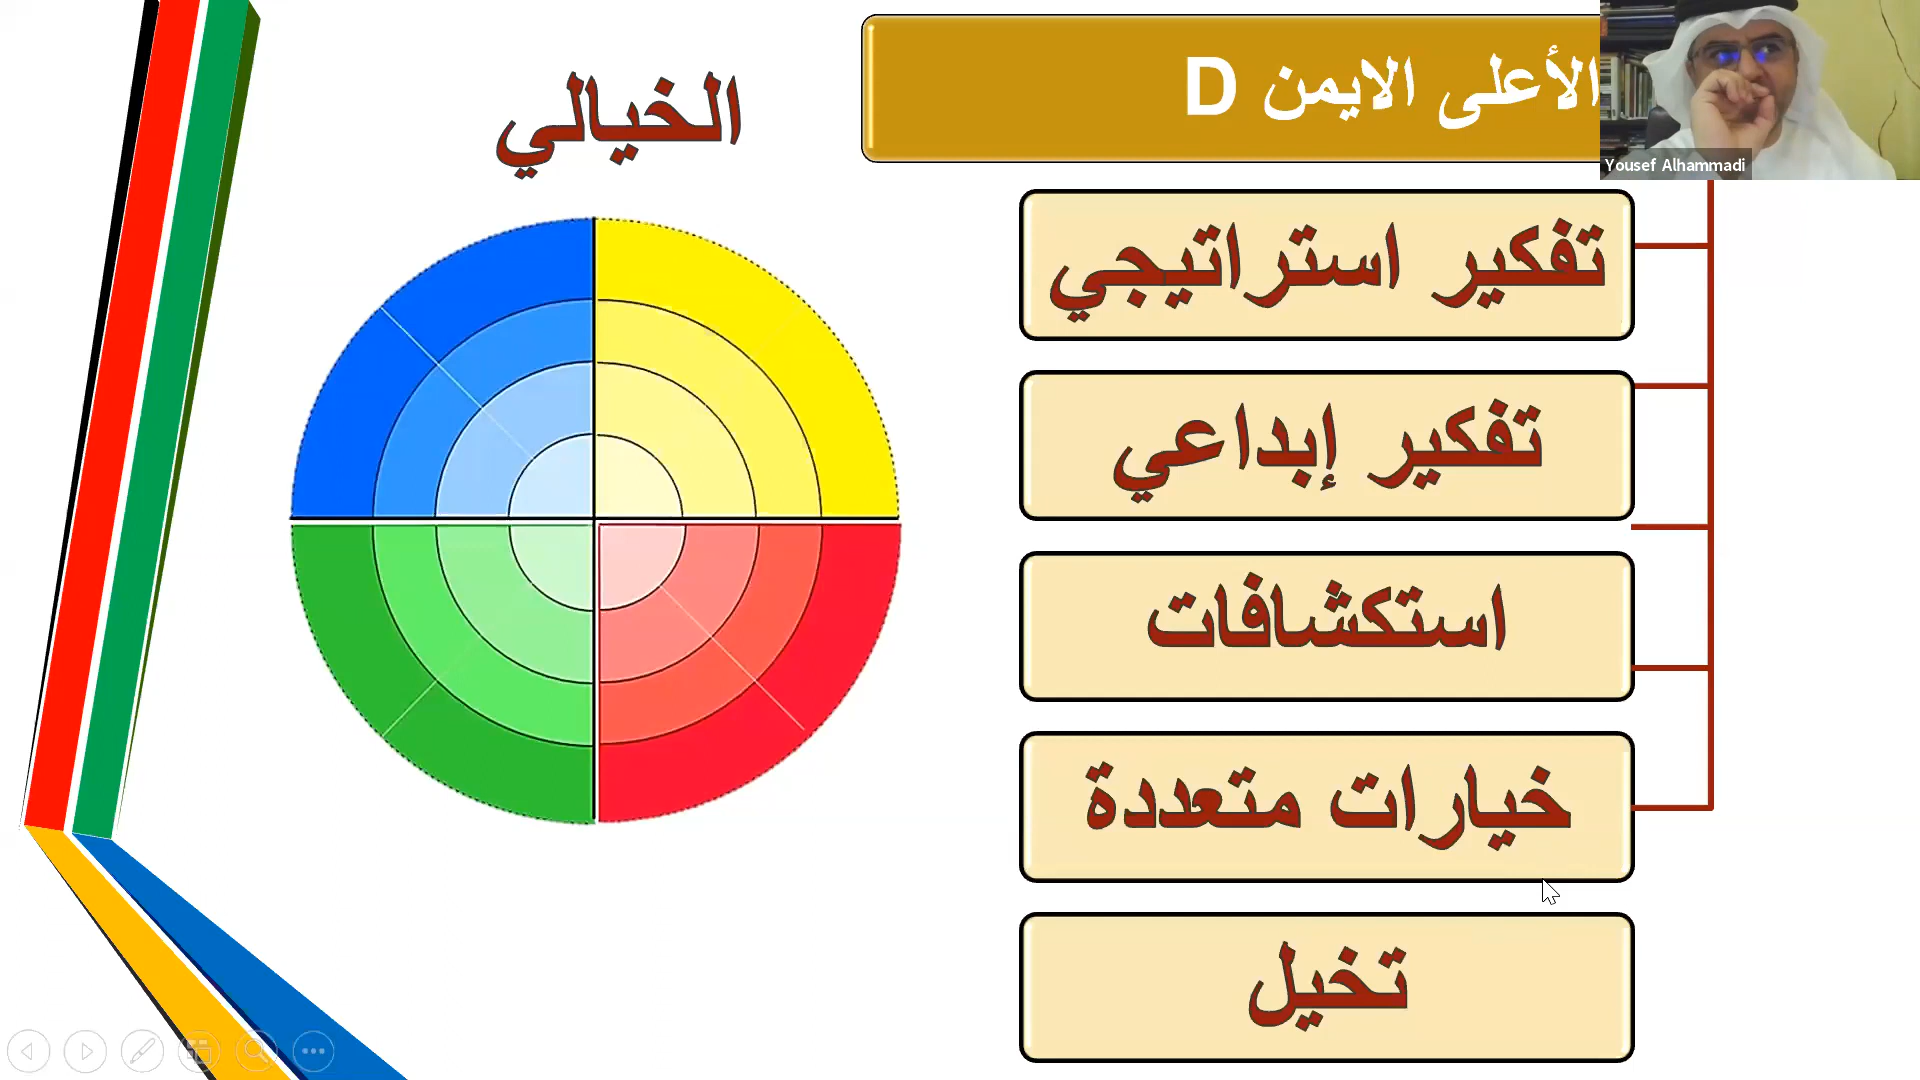 الأعلى الايمن D
Yousef Alhammadi
الخيالي
تفكير استراتيجي
تفكير إبداعي
استكشافات
خيارات متعددة
تخيل